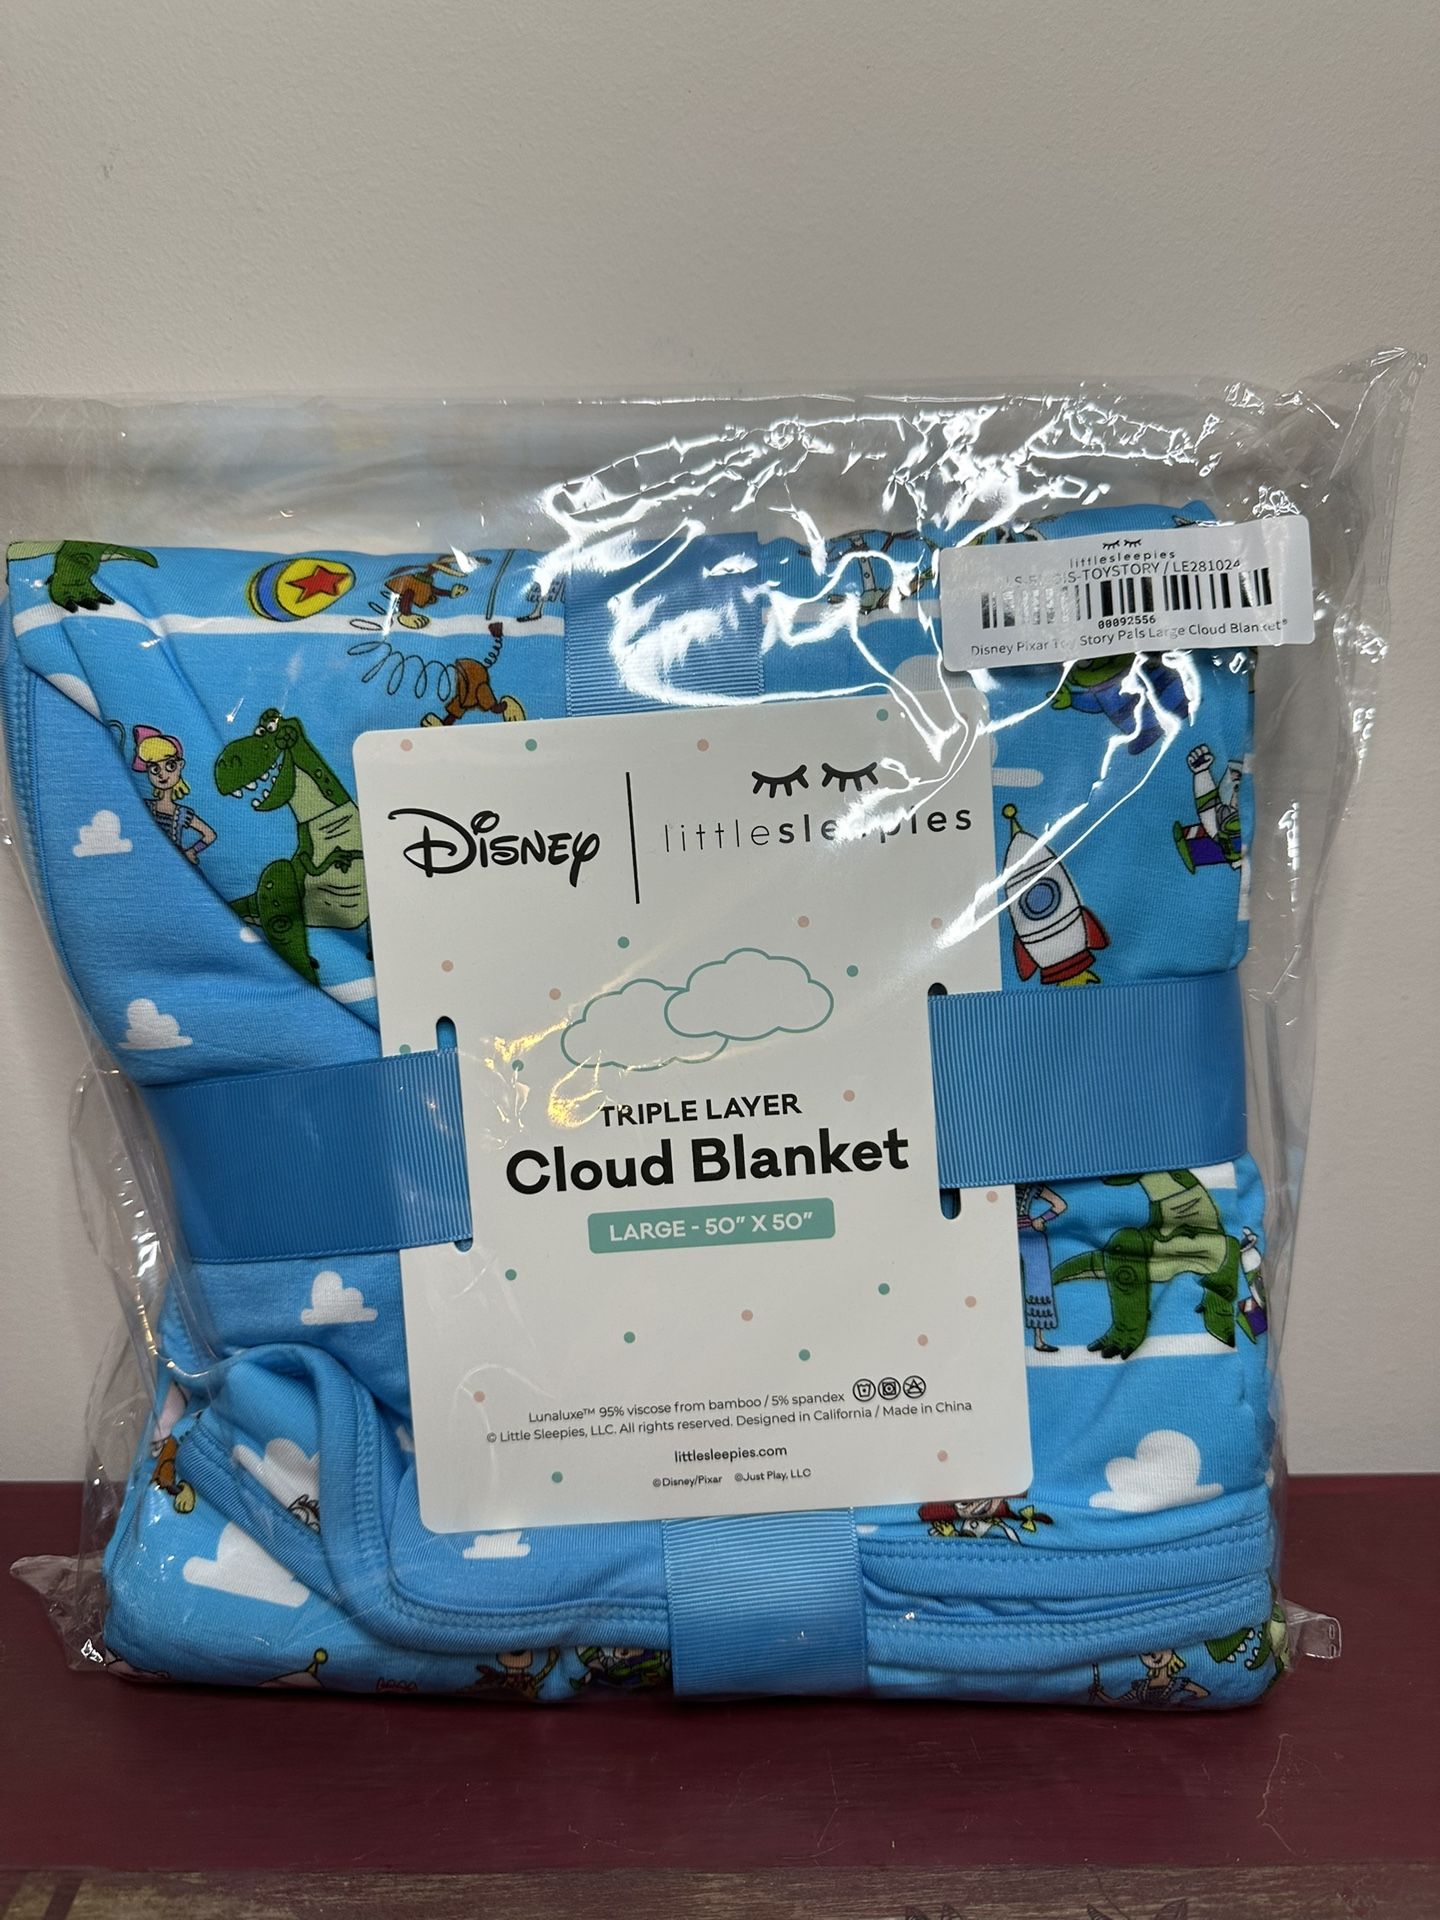 littlesleepies
-TOYSTORY / LE281024
00092556
Disney Pixar Toy Story Pals Large Cloud Blanket®
Disney | littlesleepies
TRIPLE LAYER
Cloud Blanket
LARGE - 50" X 50"
Lunaluxe™ 95% viscose from bamboo / 5% spandex
© Little Sleepies, LLC. All rights reserved. Designed in California / Made in China
littlesleepies.com
©Disney/Pixar ©Just Play, LLC